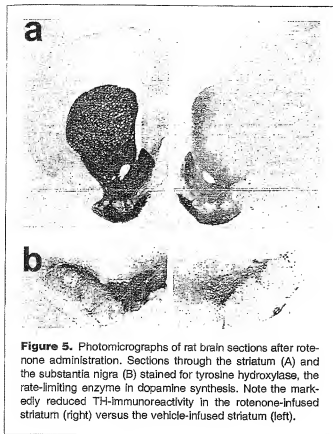 a
b
Figure 5. Photomicrographs of rat brain sections after rote-
none administration. Sections through the striatum (A) and
the substantia nigra (B) stained for tyrosine hydroxylase, the
rate-limiting enzyme in dopamine synthesis. Note the mark-
edly reduced TH-immunoreactivity in the rotenone-infused
striatum (right) versus the vehicle-infused striatum (left).